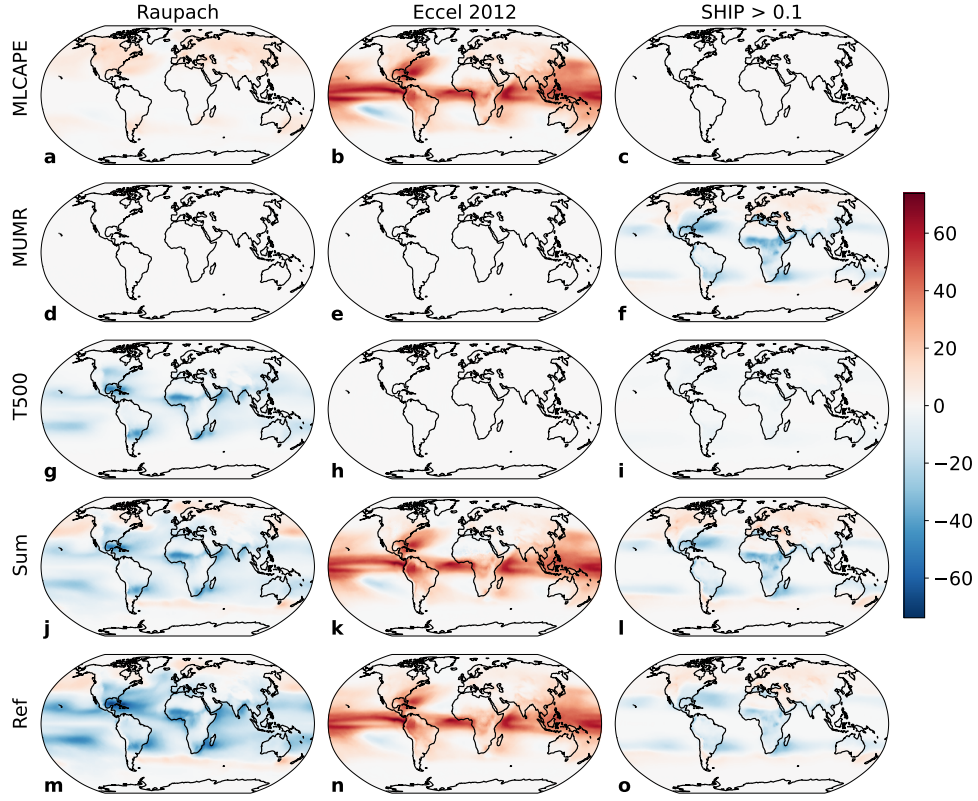 Raupach Eccel 2012 SHIP > 0.1
MLCAPE
a b c
MUMR
d e f
T500
g h i
Sum
j k l
Ref
m n o
60
40
20
0
−20
−40
−60